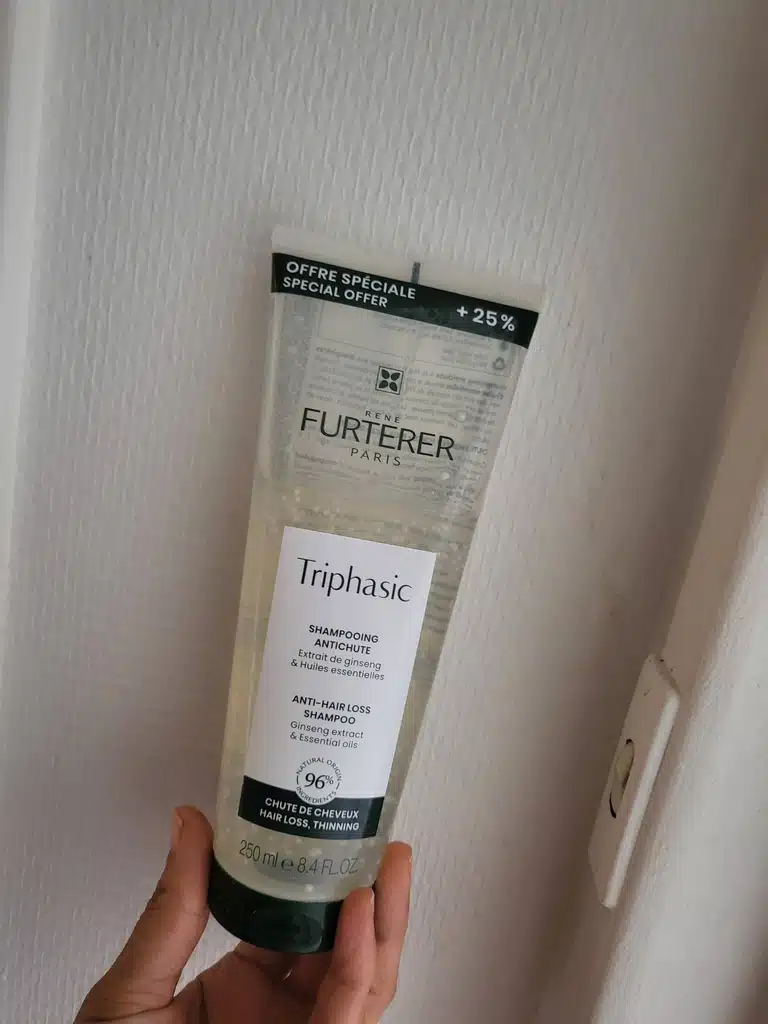 OFFRE SPÉCIALE
SPECIAL OFFER
+25%
RENE
FURTERER
PARIS
Triphasic
SHAMPOOING
ANTICHUTE
Extrait de ginseng
& Huiles essentielles
ANTI-HAIR LOSS
SHAMPOO
Ginseng extract
& Essential oils
NATURAL ORIGIN
96%
INGREDIENTS
CHUTE DE CHEVEUX
HAIR LOSS, THINNING
250 ml e 8.4 FL.OZ